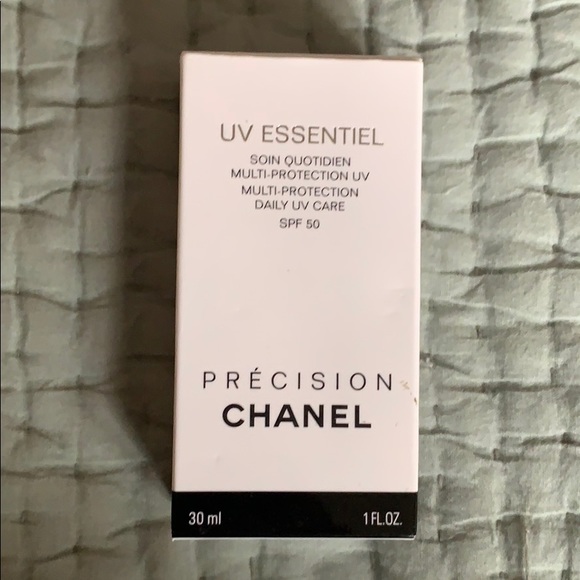 UV ESSENTIEL
SOIN QUOTIDIEN
MULTI-PROTECTION UV
MULTI-PROTECTION
DAILY UV CARE
SPF 50
PRÉCISION
CHANEL
30 ml 1 FL.OZ.